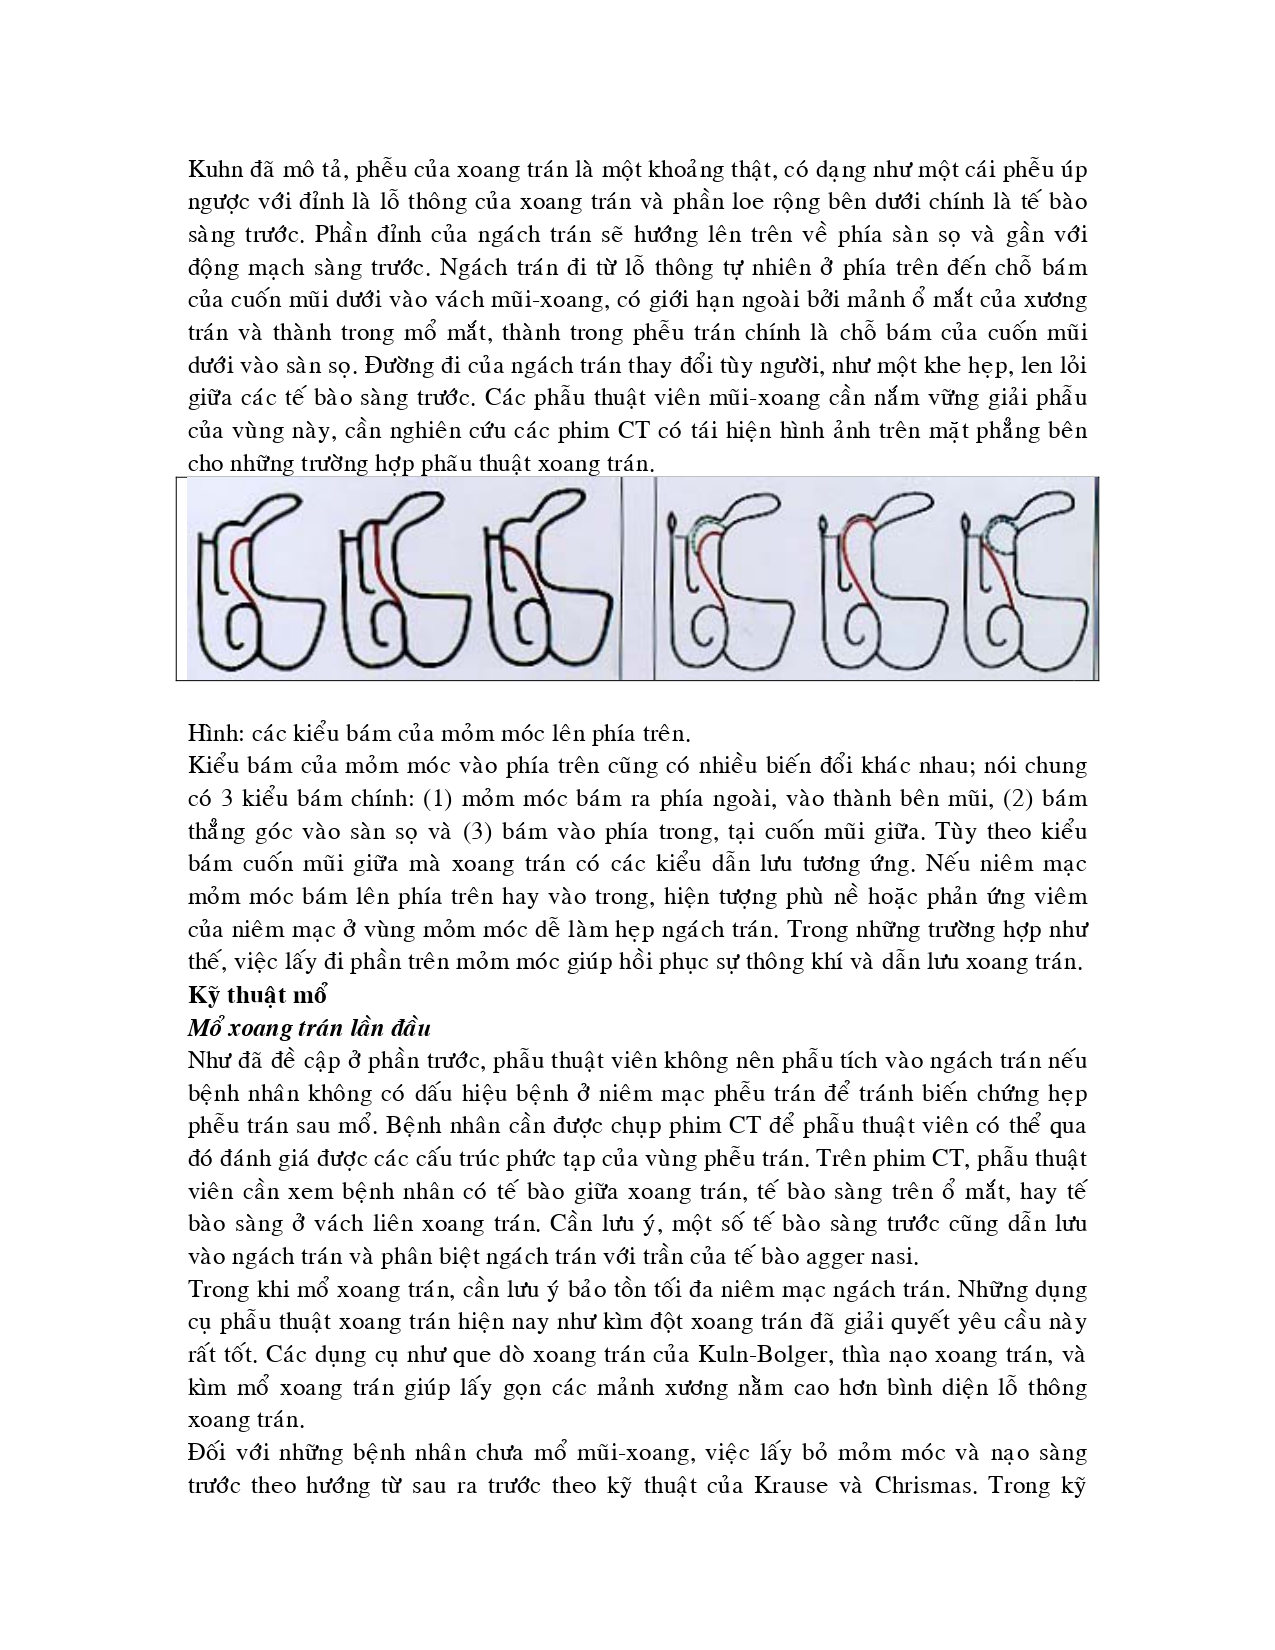 Kuhn đã mô tả, phễu của xoang trán là một khoảng thật, có dạng như một cái phễu úp
ngược với đỉnh là lỗ thông của xoang trán và phần loe rộng bên dưới chính là tế bào
sàng trước. Phần đỉnh của ngách trán sẽ hướng lên trên về phía sàn sọ và gần với
động mạch sàng trước. Ngách trán đi từ lỗ thông tự nhiên ở phía trên đến chỗ bám
của cuốn mũi dưới vào vách mũi-xoang, có giới hạn ngoài bởi mảnh ổ mắt của xương
trán và thành trong mổ mắt, thành trong phễu trán chính là chỗ bám của cuốn mũi
dưới vào sàn sọ. Đường đi của ngách trán thay đổi tùy người, như một khe hẹp, len lỏi
giữa các tế bào sàng trước. Các phẫu thuật viên mũi-xoang cần nắm vững giải phẫu
của vùng này, cần nghiên cứu các phim CT có tái hiện hình ảnh trên mặt phẳng bên
cho những trường hợp phãu thuật xoang trán.
Hình: các kiểu bám của mỏm móc lên phía trên.
Kiểu bám của mỏm móc vào phía trên cũng có nhiều biến đổi khác nhau; nói chung
có 3 kiểu bám chính: (1) mỏm móc bám ra phía ngoài, vào thành bên mũi, (2) bám
thẳng góc vào sàn sọ và (3) bám vào phía trong, tại cuốn mũi giữa. Tùy theo kiểu
bám cuốn mũi giữa mà xoang trán có các kiểu dẫn lưu tương ứng. Nếu niêm mạc
mỏm móc bám lên phía trên hay vào trong, hiện tượng phù nề hoặc phản ứng viêm
của niêm mạc ở vùng mỏm móc dễ làm hẹp ngách trán. Trong những trường hợp như
thế, việc lấy đi phần trên mỏm móc giúp hồi phục sự thông khí và dẫn lưu xoang trán.
Kỹ thuật mổ
Mổ xoang trán lần đầu
Như đã đề cập ở phần trước, phẫu thuật viên không nên phẫu tích vào ngách trán nếu
bệnh nhân không có dấu hiệu bệnh ở niêm mạc phễu trán để tránh biến chứng hẹp
phễu trán sau mổ. Bệnh nhân cần được chụp phim CT để phẫu thuật viên có thể qua
đó đánh giá được các cấu trúc phức tạp của vùng phễu trán. Trên phim CT, phẫu thuật
viên cần xem bệnh nhân có tế bào giữa xoang trán, tế bào sàng trên ổ mắt, hay tế
bào sàng ở vách liên xoang trán. Cần lưu ý, một số tế bào sàng trước cũng dẫn lưu
vào ngách trán và phân biệt ngách trán với trần của tế bào agger nasi.
Trong khi mổ xoang trán, cần lưu ý bảo tồn tối đa niêm mạc ngách trán. Những dụng
cụ phẫu thuật xoang trán hiện nay như kìm đột xoang trán đã giải quyết yêu cầu này
rất tốt. Các dụng cụ như que dò xoang trán của Kuln-Bolger, thìa nạo xoang trán, và
kìm mổ xoang trán giúp lấy gọn các mảnh xương nằm cao hơn bình diện lỗ thông
xoang trán.
Đối với những bệnh nhân chưa mổ mũi-xoang, việc lấy bỏ mỏm móc và nạo sàng
trước theo hướng từ sau ra trước theo kỹ thuật của Krause và Chrismas. Trong kỹ